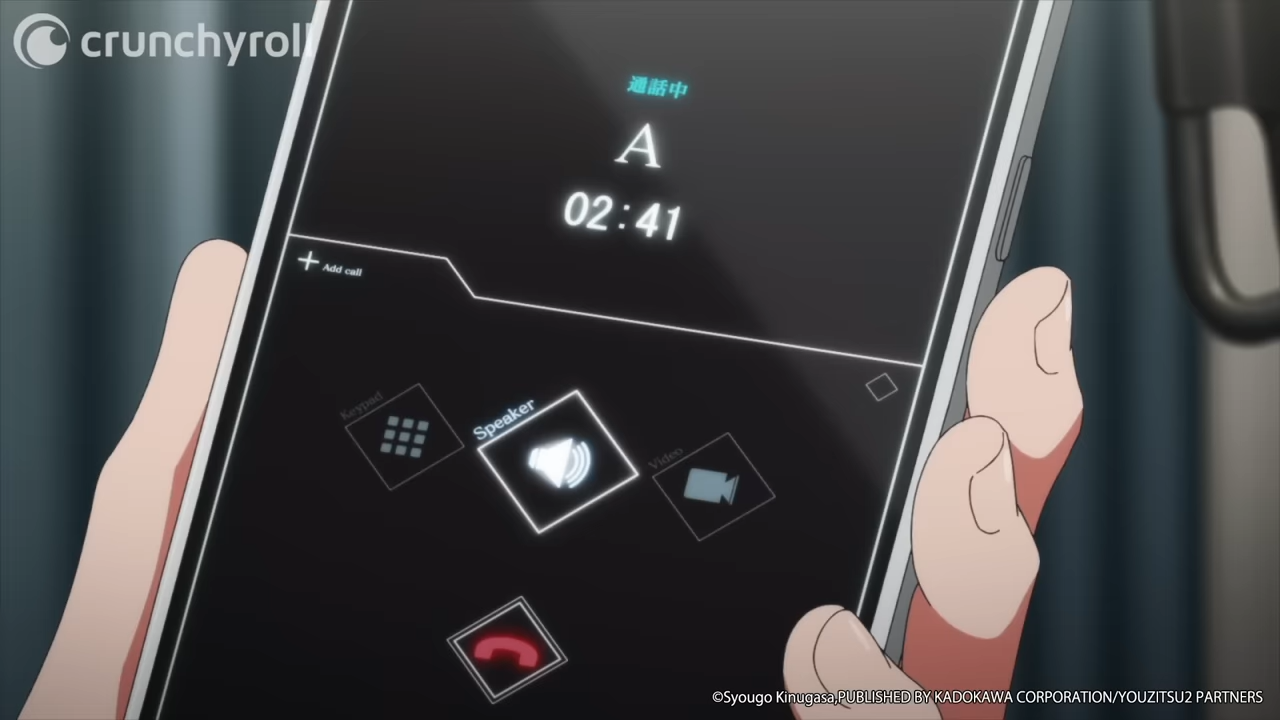 crunchyroll
通話中
A
02:41
Add call
Keypad
Speaker
Video
©Syougo Kinugasa,PUBLISHED BY KADOKAWA CORPORATION/YOUZITSU2 PARTNERS